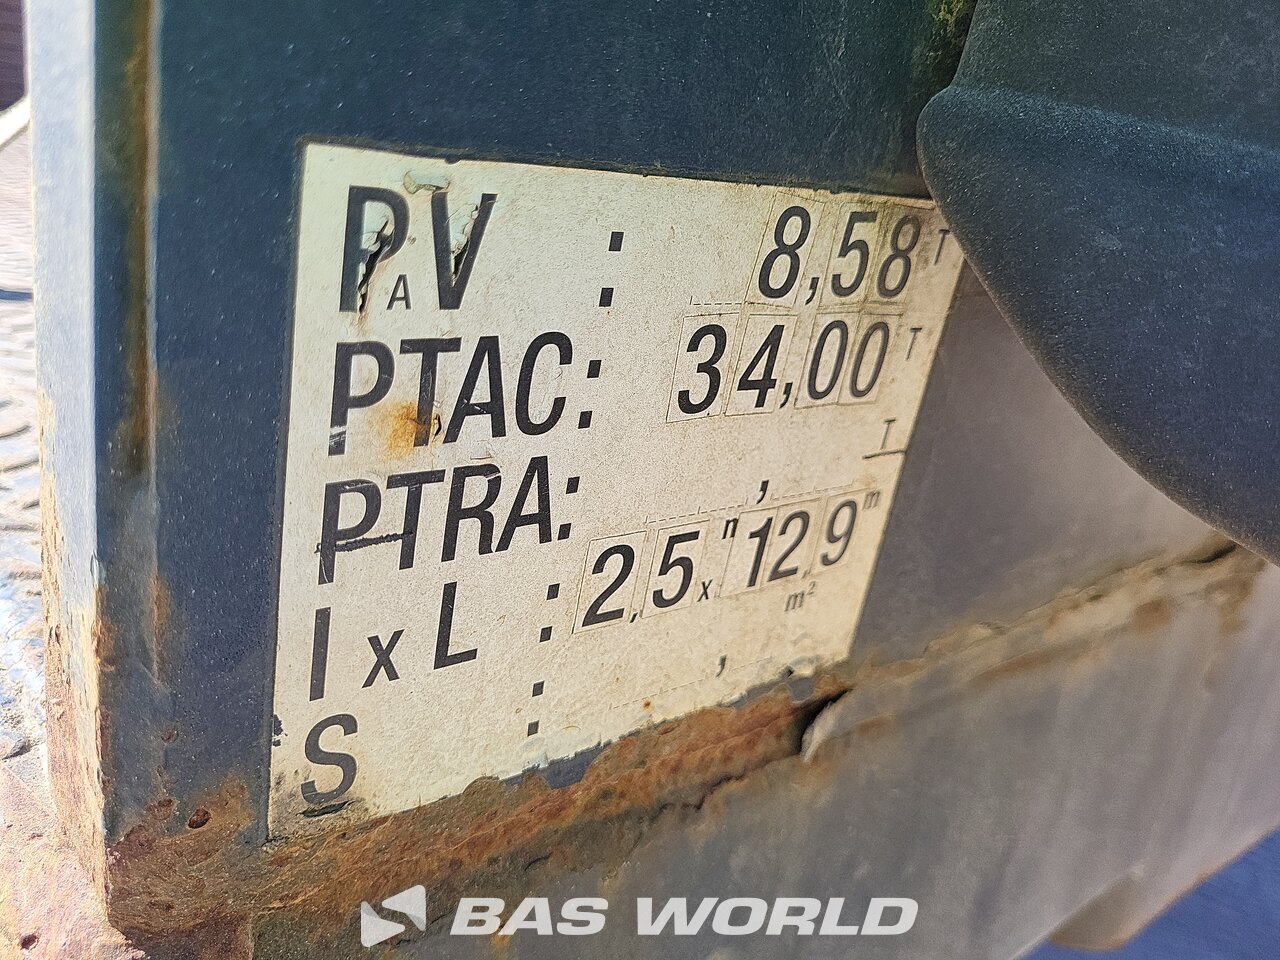 PAV : 8,58 T
PTAC: 34,00 T
PTRA: , T
l x L : 2,5 x m 12,9 m
S : , m²
BAS WORLD